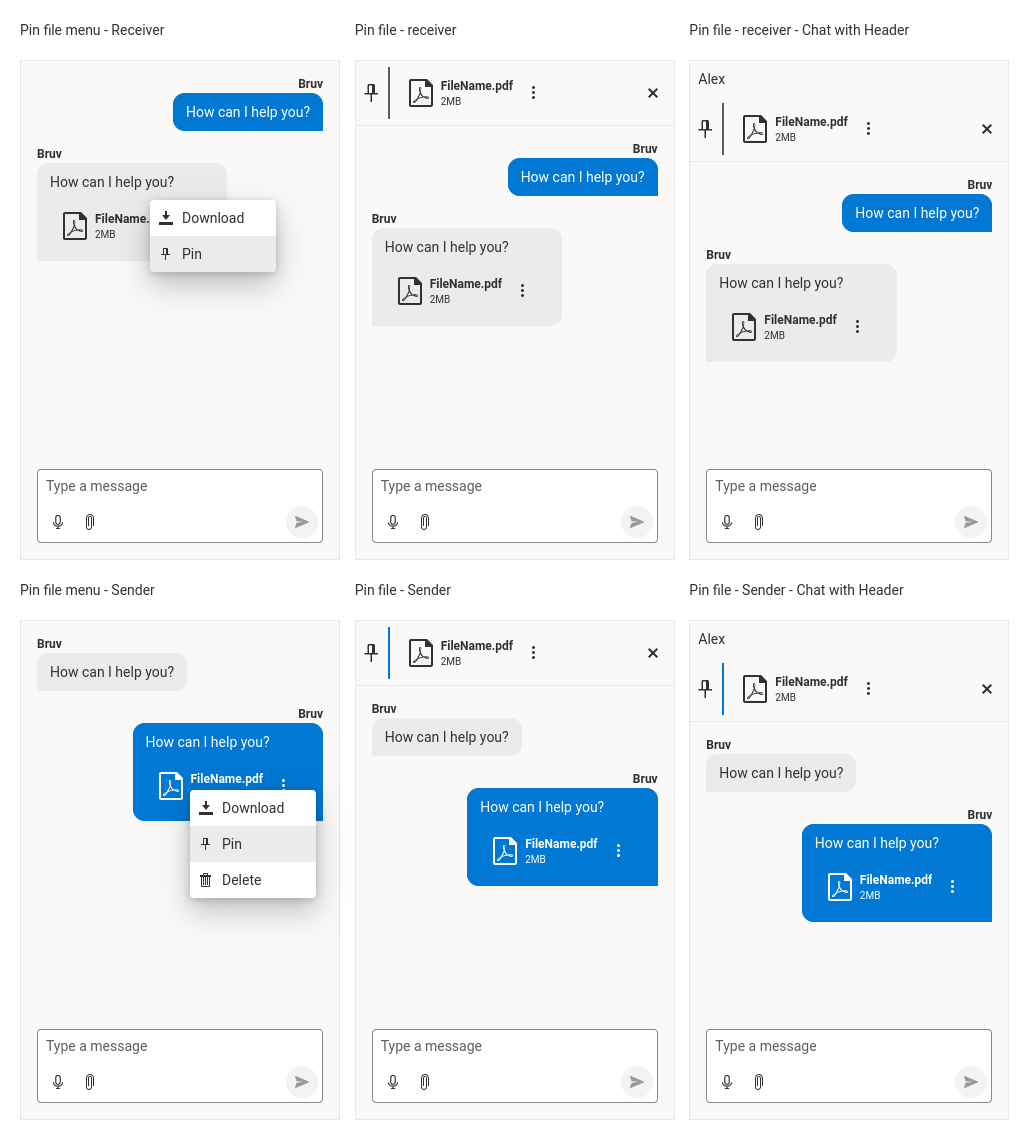 Pin file menu - Receiver
Bruv
How can I help you?
Bruv
How can I help you?
FileName.
2MB
Download
Pin
Type a message
Pin file - receiver
FileName.pdf
2MB
Bruv
How can I help you?
Bruv
How can I help you?
FileName.pdf
2MB
Type a message
Pin file - receiver - Chat with Header
Alex
FileName.pdf
2MB
Bruv
How can I help you?
Bruv
How can I help you?
FileName.pdf
2MB
Type a message
Pin file menu - Sender
Bruv
How can I help you?
Bruv
How can I help you?
FileName.pdf
Download
Pin
Delete
Type a message
Pin file - Sender
FileName.pdf
2MB
Bruv
How can I help you?
Bruv
How can I help you?
FileName.pdf
2MB
Type a message
Pin file - Sender - Chat with Header
Alex
FileName.pdf
2MB
Bruv
How can I help you?
Bruv
How can I help you?
FileName.pdf
2MB
Type a message